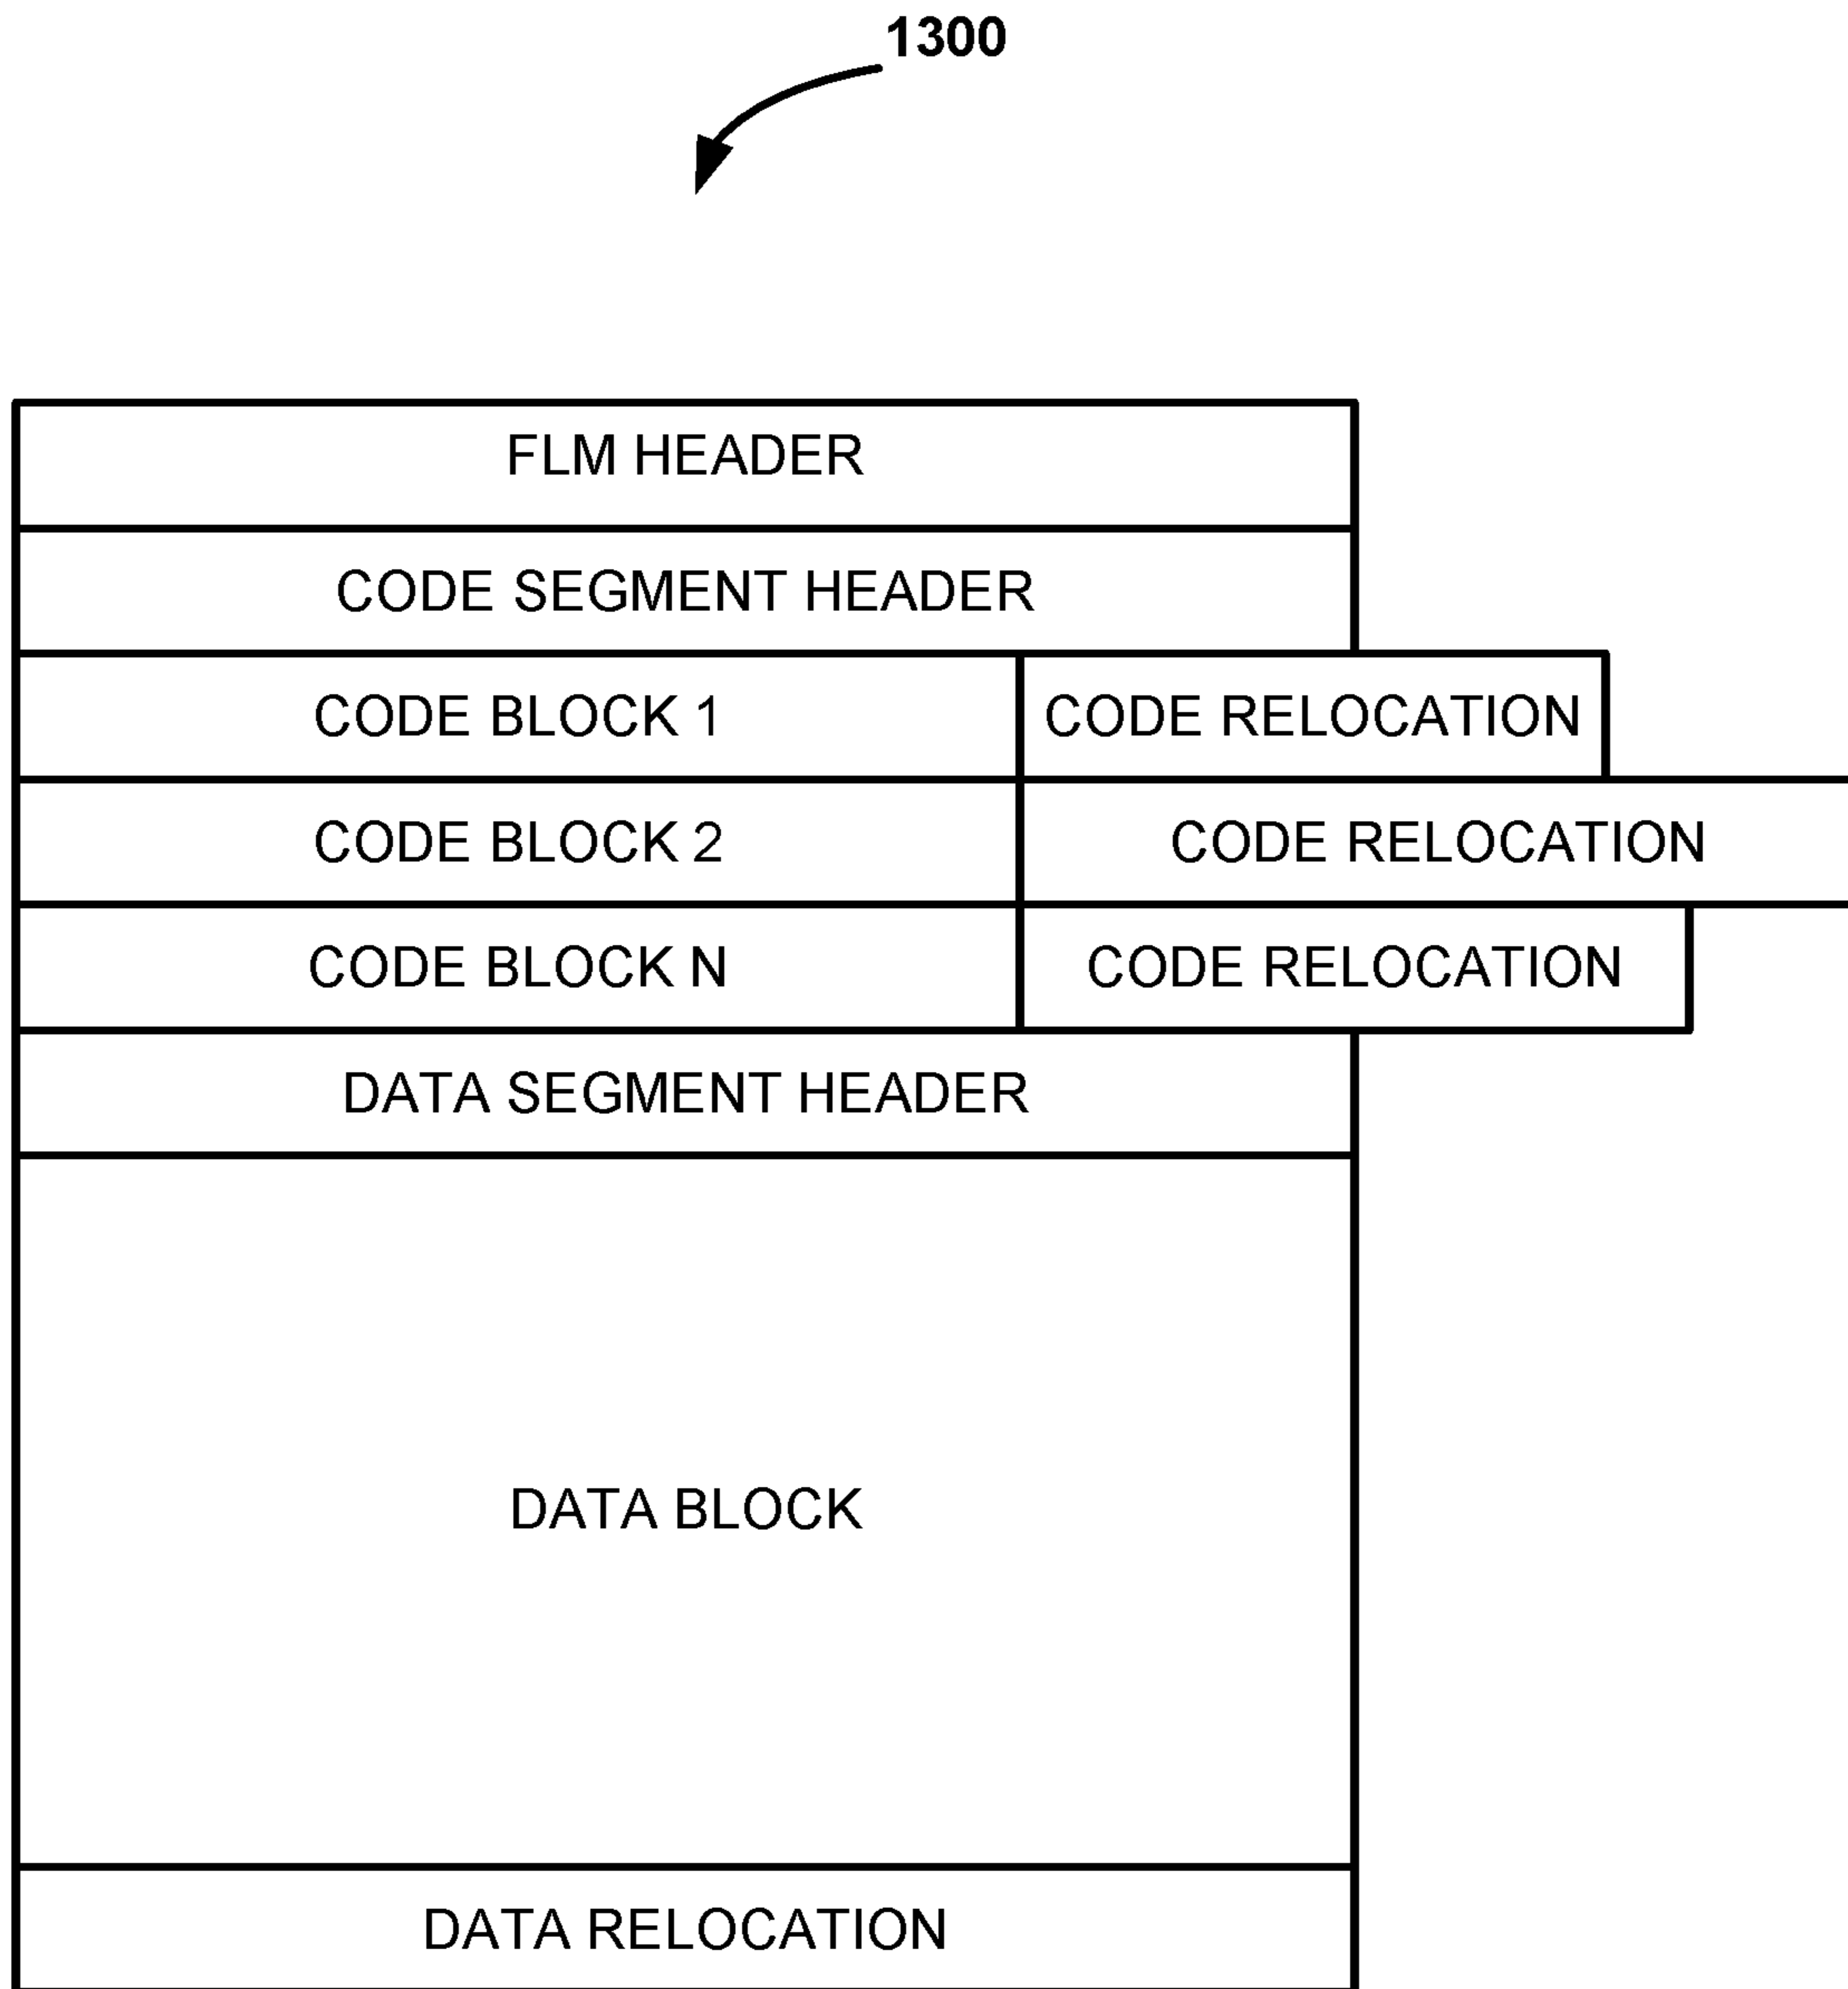 1300
FLM HEADER
CODE SEGMENT HEADER
CODE BLOCK 1 CODE RELOCATION
CODE BLOCK 2 CODE RELOCATION
CODE BLOCK N CODE RELOCATION
DATA SEGMENT HEADER
DATA BLOCK
DATA RELOCATION